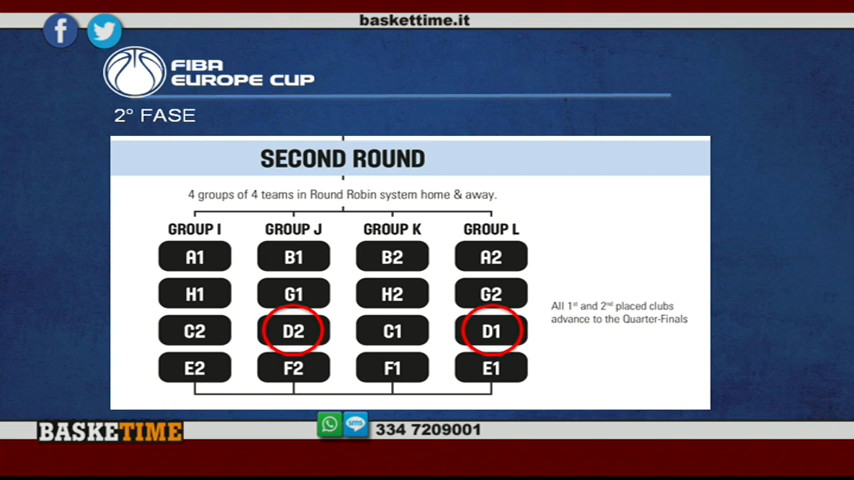 baskettime.it
FIBA
EUROPE CUP
2° FASE
SECOND ROUND
4 groups of 4 teams in Round Robin system home & away.
GROUP I GROUP J GROUP K GROUP L
A1 B1 B2 A2
H1 G1 H2 G2
C2 D2 C1 D1
E2 F2 F1 E1
All 1st and 2nd placed clubs
advance to the Quarter-Finals
BASKETIME
sms
334 7209001